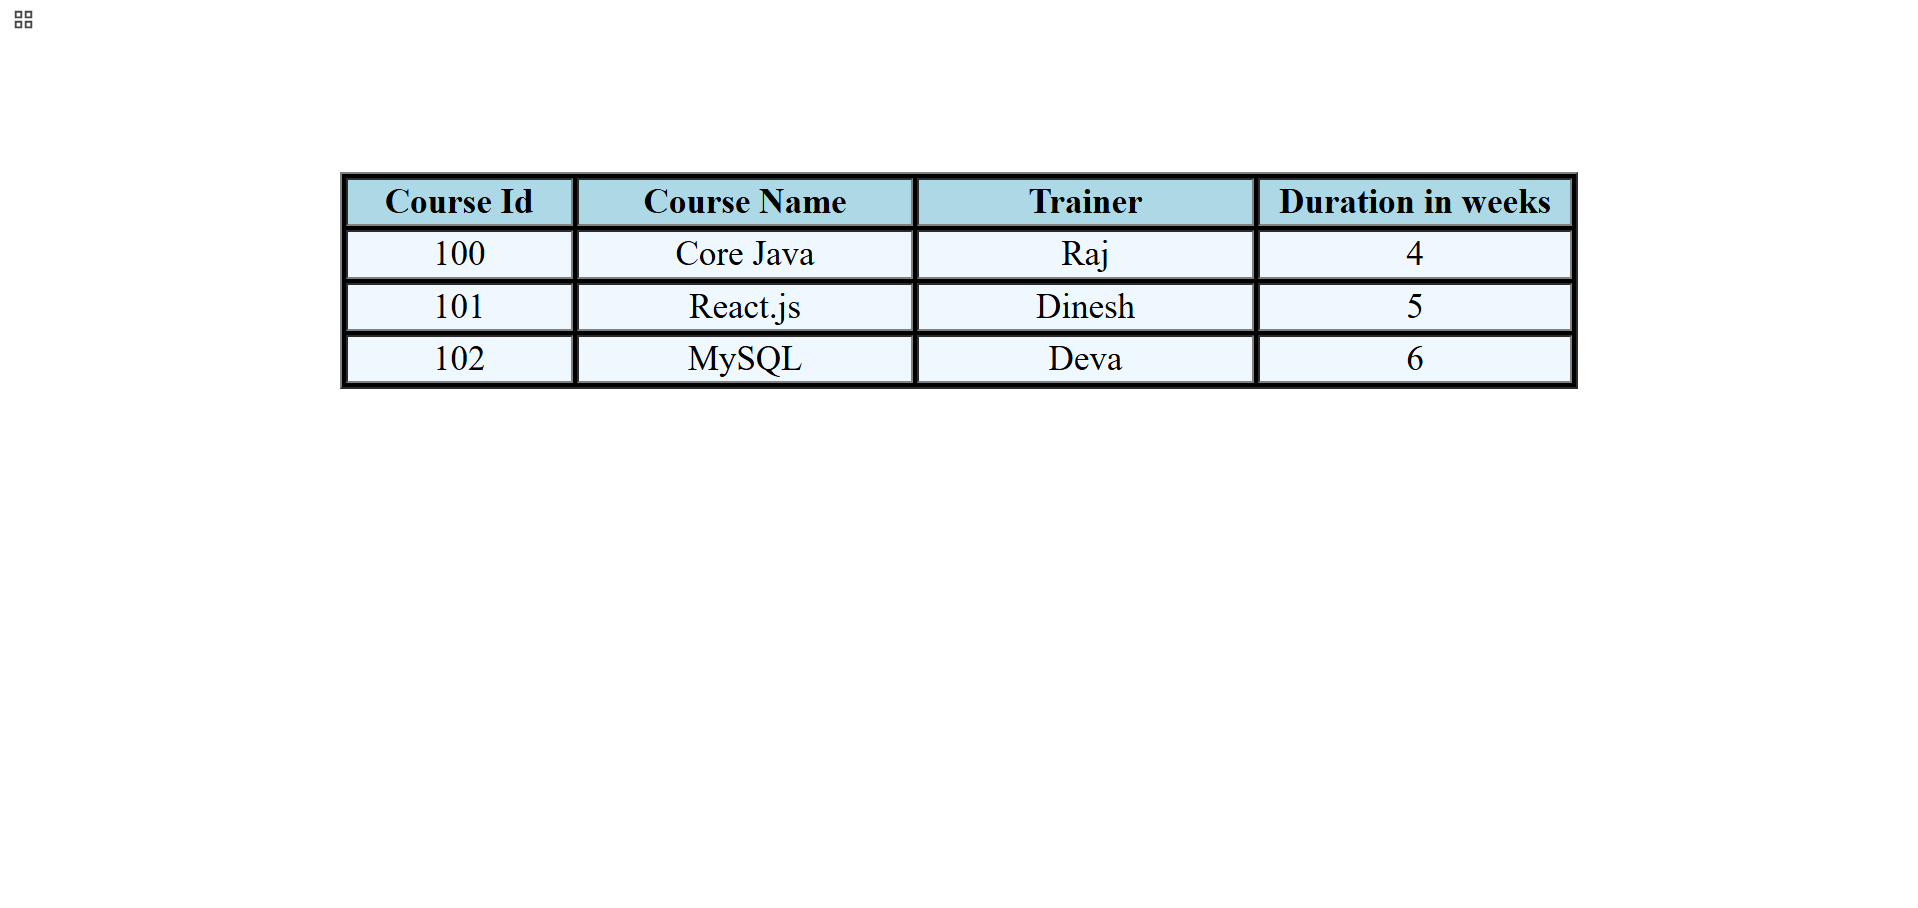 Course Id Course Name Trainer Duration in weeks
100 Core Java Raj 4
101 React.js Dinesh 5
102 MySQL Deva 6